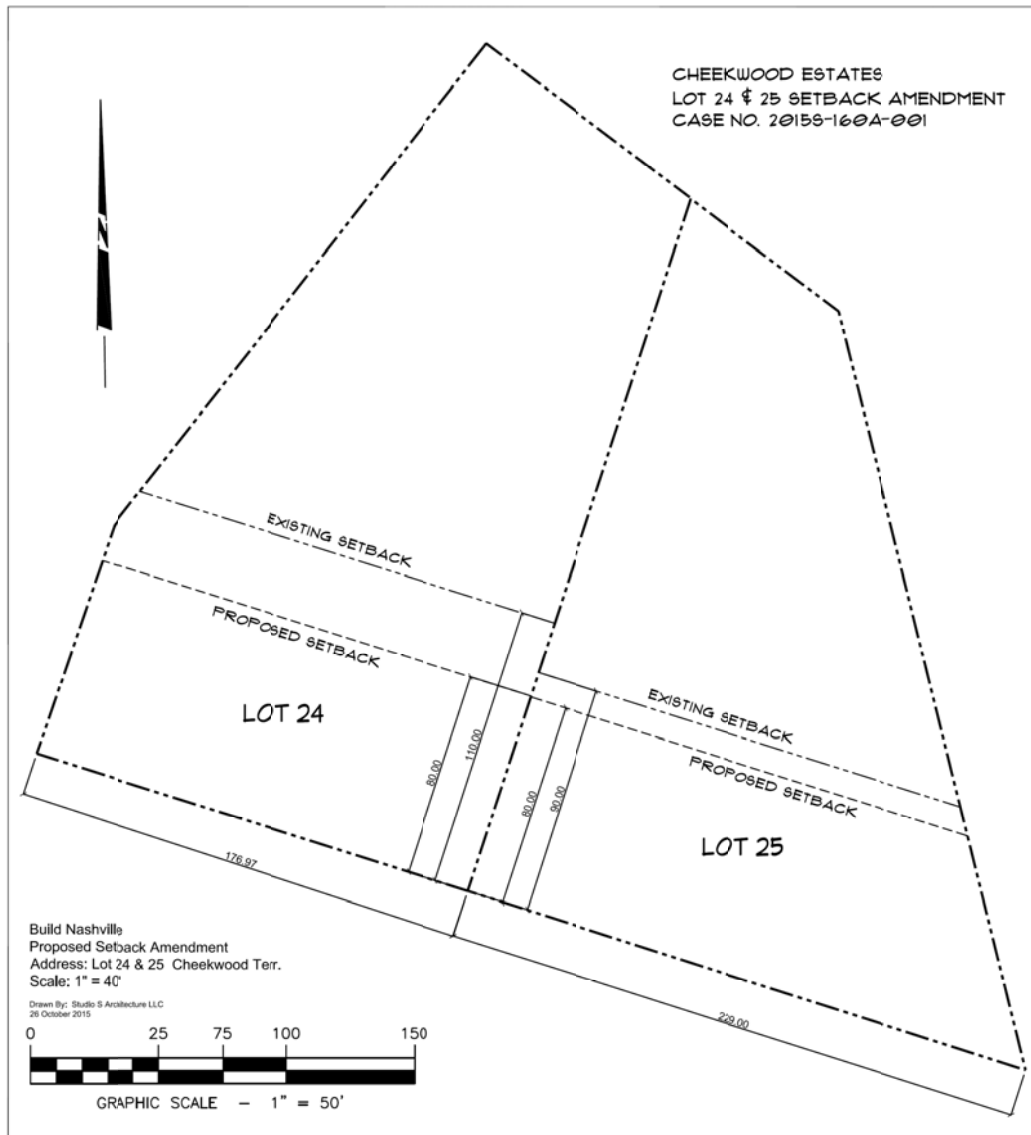 CHEEKWOOD ESTATES
LOT 24 & 25 SETBACK AMENDMENT
CASE NO. 2015S-160A-001
N
EXISTING SETBACK
PROPOSED SETBACK
LOT 24
80.00
110.00
80.00
90.00
EXISTING SETBACK
PROPOSED SETBACK
LOT 25
176.97
229.00
Build Nashville
Proposed Setback Amendment
Address: Lot 24 & 25 Cheekwood Terr.
Scale: 1" = 40'
Drawn By: Studio S Architecture LLC
26 October 2015
0 25 75 100 150
GRAPHIC SCALE – 1" = 50'